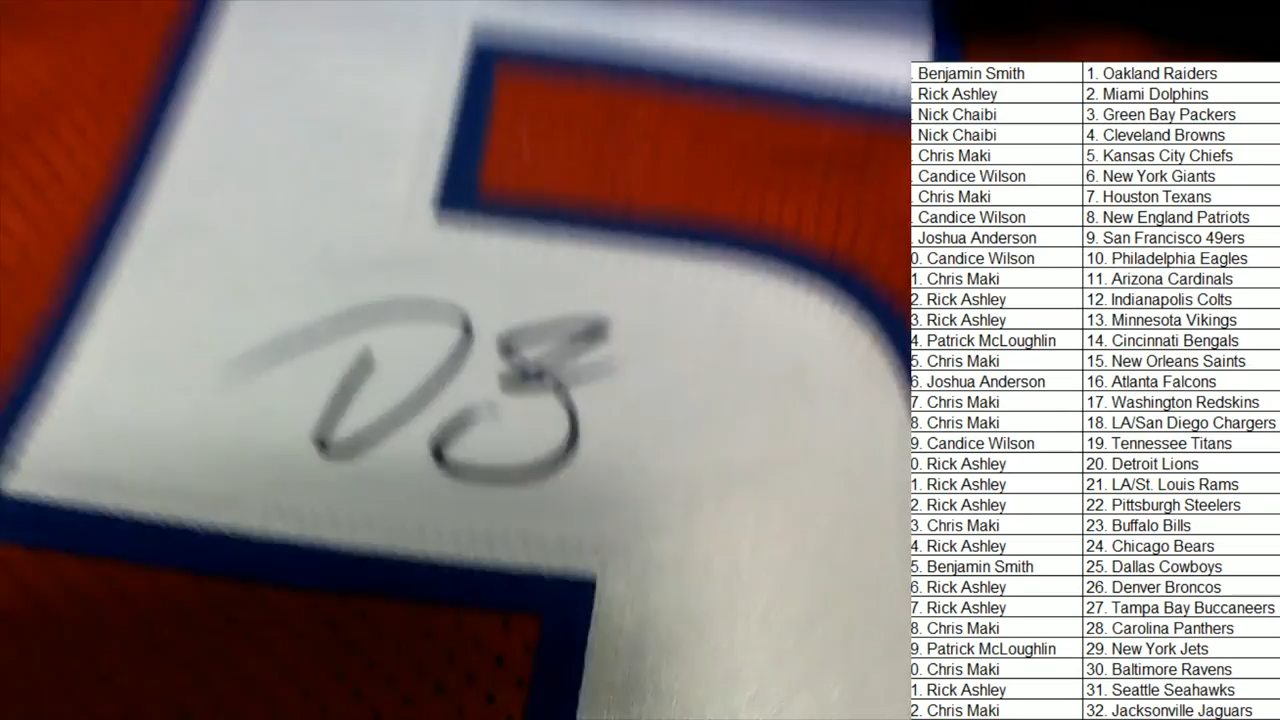 D5
. Benjamin Smith 1. Oakland Raiders
. Rick Ashley 2. Miami Dolphins
. Nick Chaibi 3. Green Bay Packers
. Nick Chaibi 4. Cleveland Browns
. Chris Maki 5. Kansas City Chiefs
. Candice Wilson 6. New York Giants
. Chris Maki 7. Houston Texans
. Candice Wilson 8. New England Patriots
. Joshua Anderson 9. San Francisco 49ers
0. Candice Wilson 10. Philadelphia Eagles
1. Chris Maki 11. Arizona Cardinals
2. Rick Ashley 12. Indianapolis Colts
3. Rick Ashley 13. Minnesota Vikings
4. Patrick McLoughlin 14. Cincinnati Bengals
5. Chris Maki 15. New Orleans Saints
6. Joshua Anderson 16. Atlanta Falcons
7. Chris Maki 17. Washington Redskins
8. Chris Maki 18. LA/San Diego Chargers
9. Candice Wilson 19. Tennessee Titans
0. Rick Ashley 20. Detroit Lions
1. Rick Ashley 21. LA/St. Louis Rams
2. Rick Ashley 22. Pittsburgh Steelers
3. Chris Maki 23. Buffalo Bills
4. Rick Ashley 24. Chicago Bears
5. Benjamin Smith 25. Dallas Cowboys
6. Rick Ashley 26. Denver Broncos
7. Rick Ashley 27. Tampa Bay Buccaneers
8. Chris Maki 28. Carolina Panthers
9. Patrick McLoughlin 29. New York Jets
0. Chris Maki 30. Baltimore Ravens
1. Rick Ashley 31. Seattle Seahawks
2. Chris Maki 32. Jacksonville Jaguars